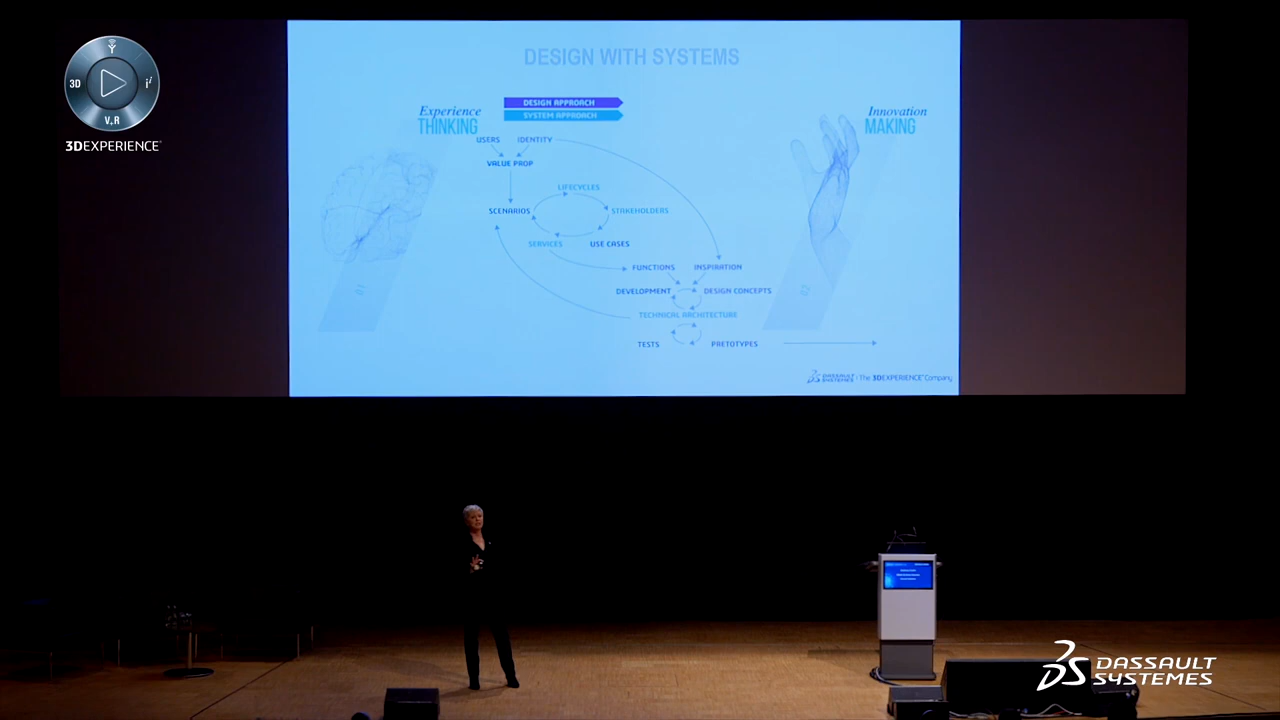 3D
i
V,R
3DEXPERIENCE
DESIGN WITH SYSTEMS
Experience
THINKING
DESIGN APPROACH
SYSTEM APPROACH
Innovation
MAKING
USERS IDENTITY
VALUE PROP
LIFECYCLES
SCENARIOS
STAKEHOLDERS
SERVICES
USE CASES
FUNCTIONS
INSPIRATION
DEVELOPMENT
DESIGN CONCEPTS
TECHNICAL ARCHITECTURE
TESTS
PRETOTYPES
DASSAULT SYSTEMES | The 3DEXPERIENCE Company
DASSAULT
SYSTEMES